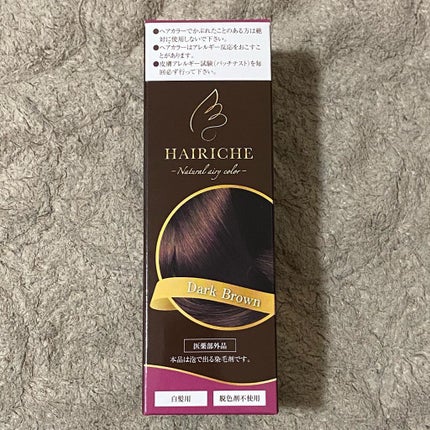 ●ヘアカラーでかぶれたことのある方は絶
対に使用しないで下さい。
●ヘアカラーはアレルギー反応をおこすこ
とがあります。
●皮膚アレルギー試験(パッチテスト)を毎
回必ず行って下さい。
HAIRICHE
~Natural airy color~
Dark Brown
医薬部外品
本品は泡で出る染毛剤です。
白髪用
脱色剤不使用